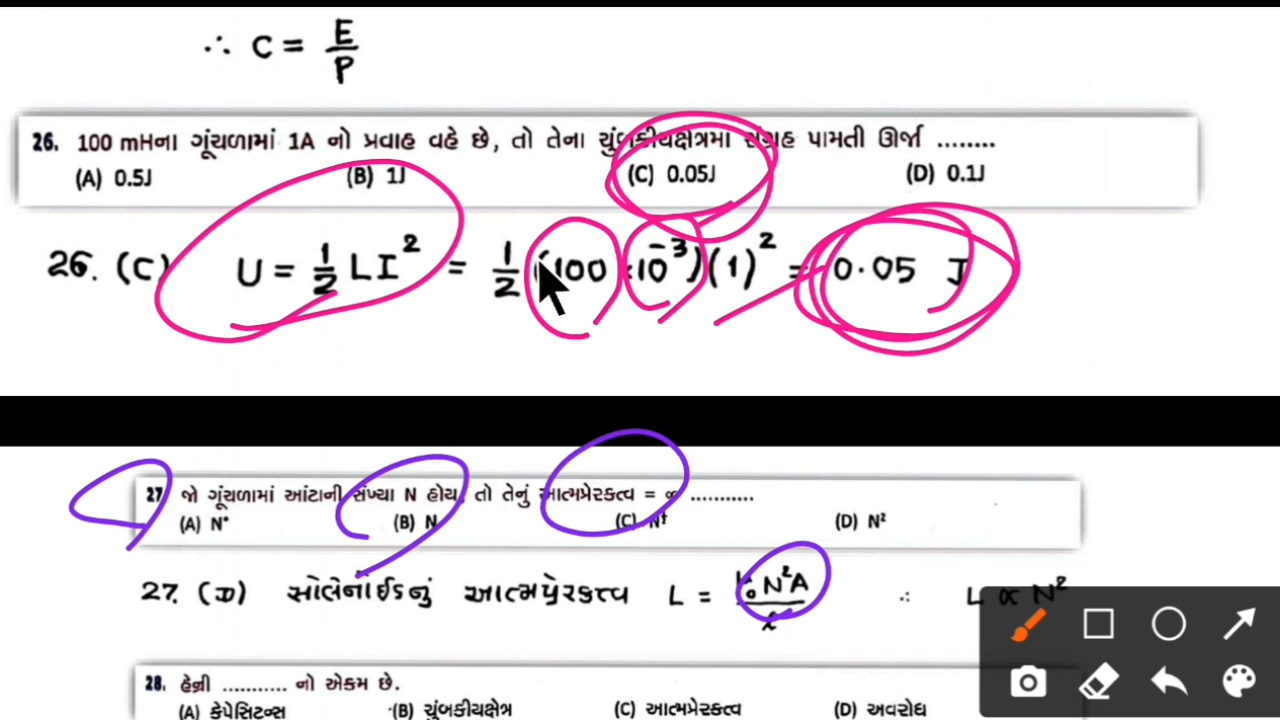 ∴ C = E/P
26. 100 mHના ગૂંચળામાં 1A નો પ્રવાહ વહે છે, તો તેના ચુંબકીયક્ષેત્રમાં સંગ્રહ પામતી ઊર્જા ........
(A) 0.5J (B) 1J (C) 0.05J (D) 0.1J
26. (C) U = 1/2 LI² = 1/2 (100 ×10⁻³)(1)² = 0.05 J
27 જો ગૂંચળામાં આંટાની સંખ્યા N હોય, તો તેનું આત્મપ્રેરકત્વ = ∝ ...........
(A) N° (B) N (C) (D) N²
27. (D) સોલેનોઈડનું આત્મપ્રેરકત્વ L = μ₀N²A/ℓ ∴ L ∝ N²
28. હેન્રી ........... નો એકમ છે.
(A) કેપેસિટન્સ (B) ચુંબકીયક્ષેત્ર (C) આત્મપ્રેરકત્વ (D) અવરોધ